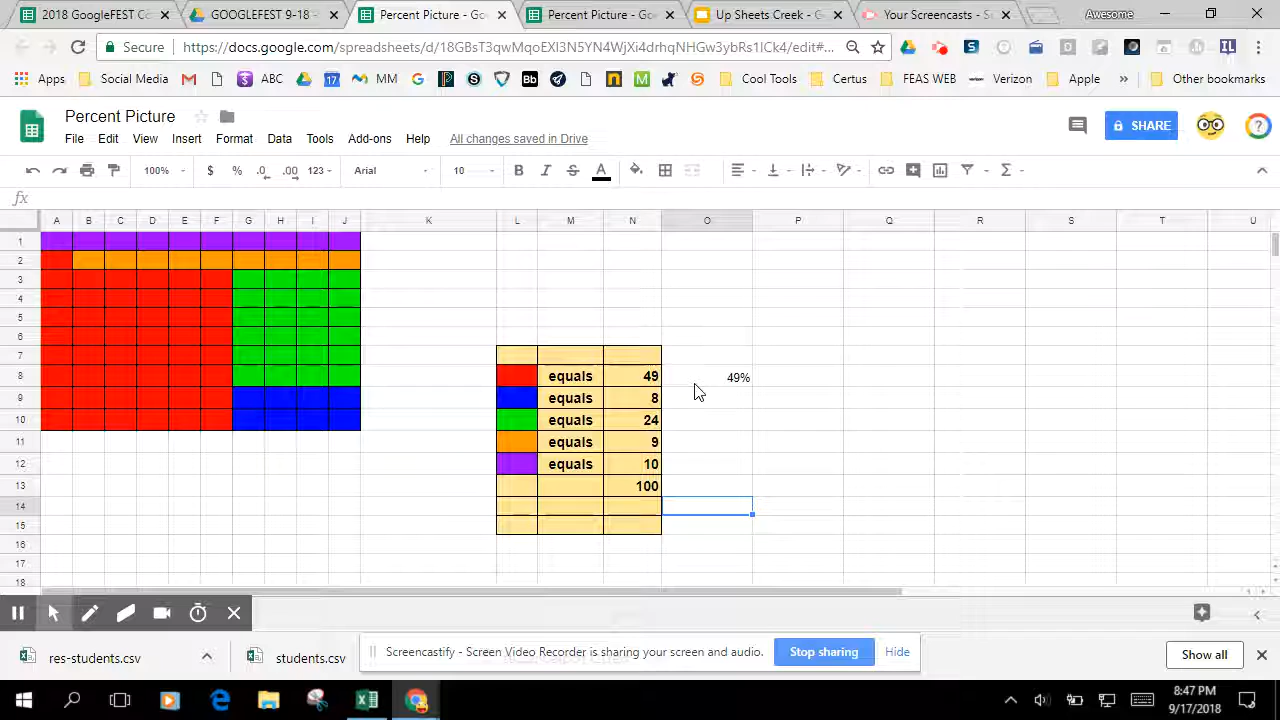 2018 GoogleFEST Co
GOOGLEFEST 9-18 -
Percent Picture - Go
Percent Picture - Go
Up Sheets Creek - G
Your Screencasts - S
Awesome
Secure
https://docs.google.com/spreadsheets/d/18GBsT3qwMqoEXI3N5YN4WjXi4drhqNHGw3ybRs1ICk4/edit#...
Apps
Social Media
ABC
17
MM
Bb
Cool Tools
Certus
FEAS WEB
Verizon
Apple
»
Other bookmarks
Percent Picture
File Edit View Insert Format Data Tools Add-ons Help All changes saved in Drive
SHARE
100% $ % .0 .00 123 Arial 10 B I S A Σ
fx
A B C D E F G H I J K L M N O P Q R S T U
1
2
3
4
5
6
7
8 equals 49 49%
9 equals 8
10 equals 24
11 equals 9
12 equals 10
13 100
14
15
16
17
18
res-students.csv
students.csv
Screencastify - Screen Video Recorder is sharing your screen and audio.
Stop sharing
Hide
Show all
8:47 PM
9/17/2018